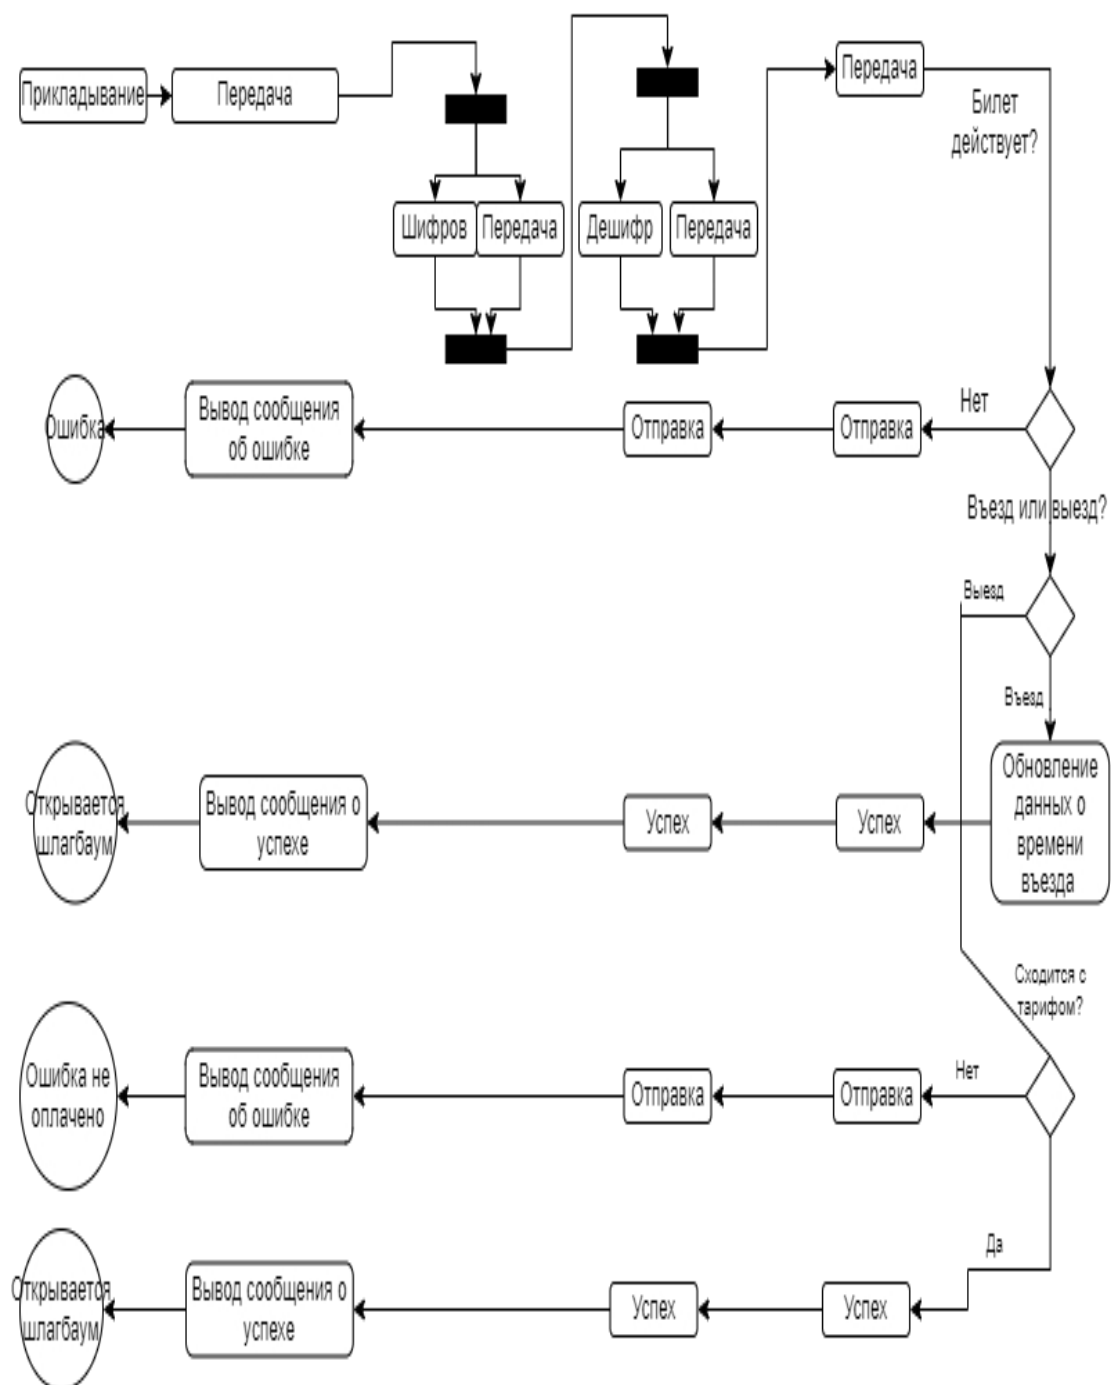 Прикладывание
Передача
Передача
Билет
действует?
Шифров
Передача
Дешифр
Передача
Ошибка
Вывод сообщения
об ошибке
Отправка
Отправка
Нет
Въезд или выезд?
Выезд
Въезд
Открывается
шлагбаум
Вывод сообщения о
успехе
Успех
Успех
Обновление
данных о
времени
въезда
Сходится с
тарифом?
Ошибка не
оплачено
Вывод сообщения
об ошибке
Отправка
Отправка
Нет
Да
Открывается
шлагбаум
Вывод сообщения о
успехе
Успех
Успех